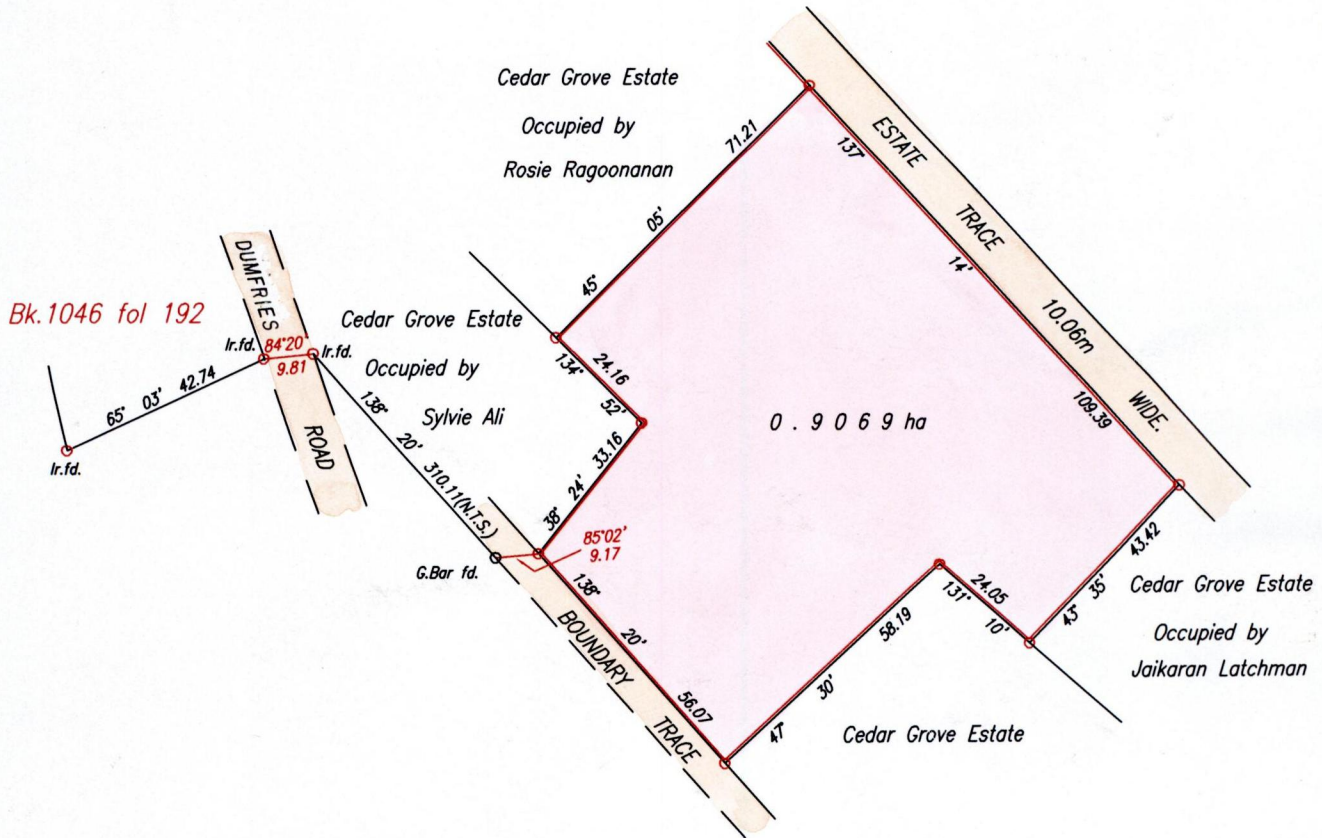 Cedar Grove Estate
Occupied by
Rosie Ragoonanan
71.21
05'
45°
137°
14'
109.39
ESTATE TRACE 10.06m WIDE.
Bk.1046 fol 192
DUMFRIES ROAD
Ir.fd.
84°20'
9.81
Ir.fd.
65° 03' 42.74
Ir.fd.
Cedar Grove Estate
Occupied by
Sylvie Ali
134°
24.16
52'
138° 20' 310.11(N.T.S.)
38° 24' 33.16
0.9069 ha
85°02'
9.17
G.Bar fd.
138° 20' 56.07
BOUNDARY TRACE
47° 30' 58.19
131° 10'
24.05
43° 35' 43.42
Cedar Grove Estate
Occupied by
Jaikaran Latchman
Cedar Grove Estate